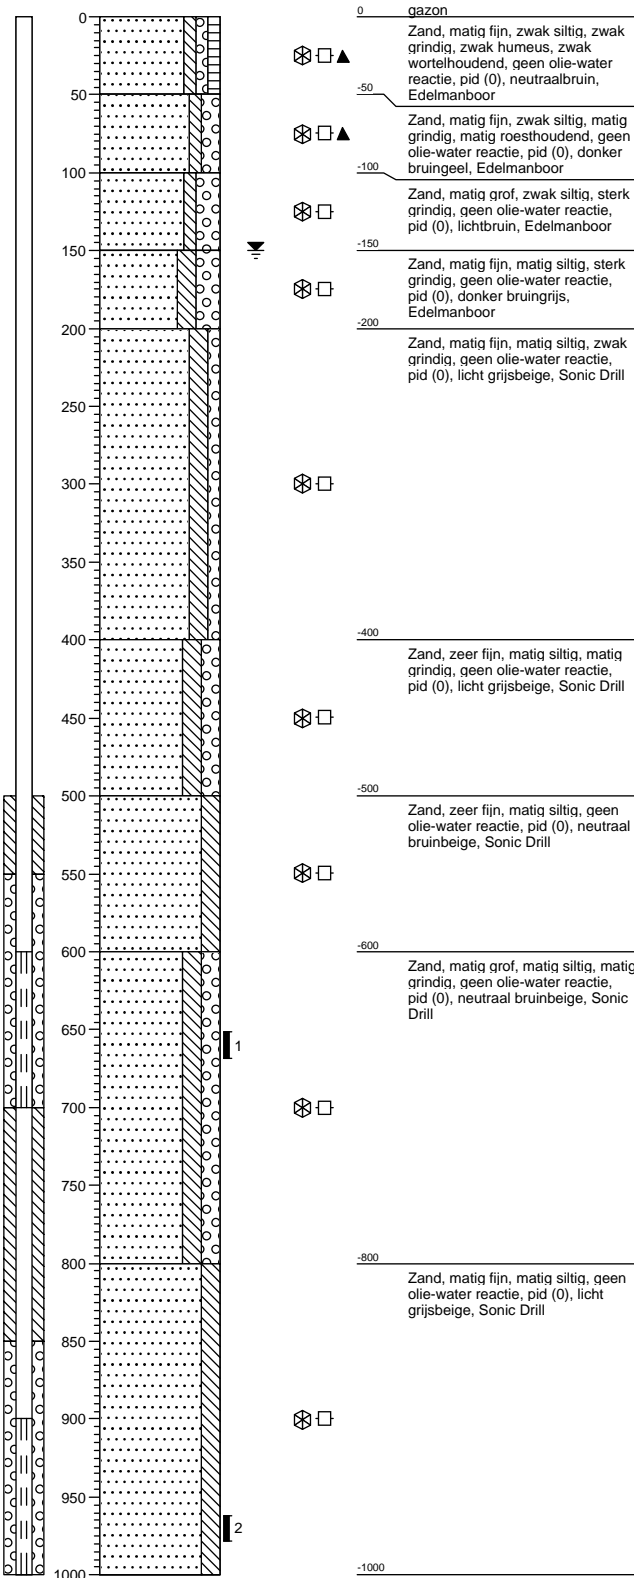 0
50
100
150
200
250
300
350
400
450
500
550
600
650
700
750
800
850
900
950
1000
1
2
0
gazon
Zand, matig fijn, zwak siltig, zwak
grindig, zwak humeus, zwak
wortelhoudend, geen olie-water
reactie, pid (0), neutraalbruin,
Edelmanboor
-50
Zand, matig fijn, zwak siltig, matig
grindig, matig roesthoudend, geen
olie-water reactie, pid (0), donker
bruingeel, Edelmanboor
-100
Zand, matig grof, zwak siltig, sterk
grindig, geen olie-water reactie,
pid (0), lichtbruin, Edelmanboor
-150
Zand, matig fijn, matig siltig, sterk
grindig, geen olie-water reactie,
pid (0), donker bruingrijs,
Edelmanboor
-200
Zand, matig fijn, matig siltig, zwak
grindig, geen olie-water reactie,
pid (0), licht grijsbeige, Sonic Drill
-400
Zand, zeer fijn, matig siltig, matig
grindig, geen olie-water reactie,
pid (0), licht grijsbeige, Sonic Drill
-500
Zand, zeer fijn, matig siltig, geen
olie-water reactie, pid (0), neutraal
bruinbeige, Sonic Drill
-600
Zand, matig grof, matig siltig, matig
grindig, geen olie-water reactie,
pid (0), neutraal bruinbeige, Sonic
Drill
-800
Zand, matig fijn, matig siltig, geen
olie-water reactie, pid (0), licht
grijsbeige, Sonic Drill
-1000